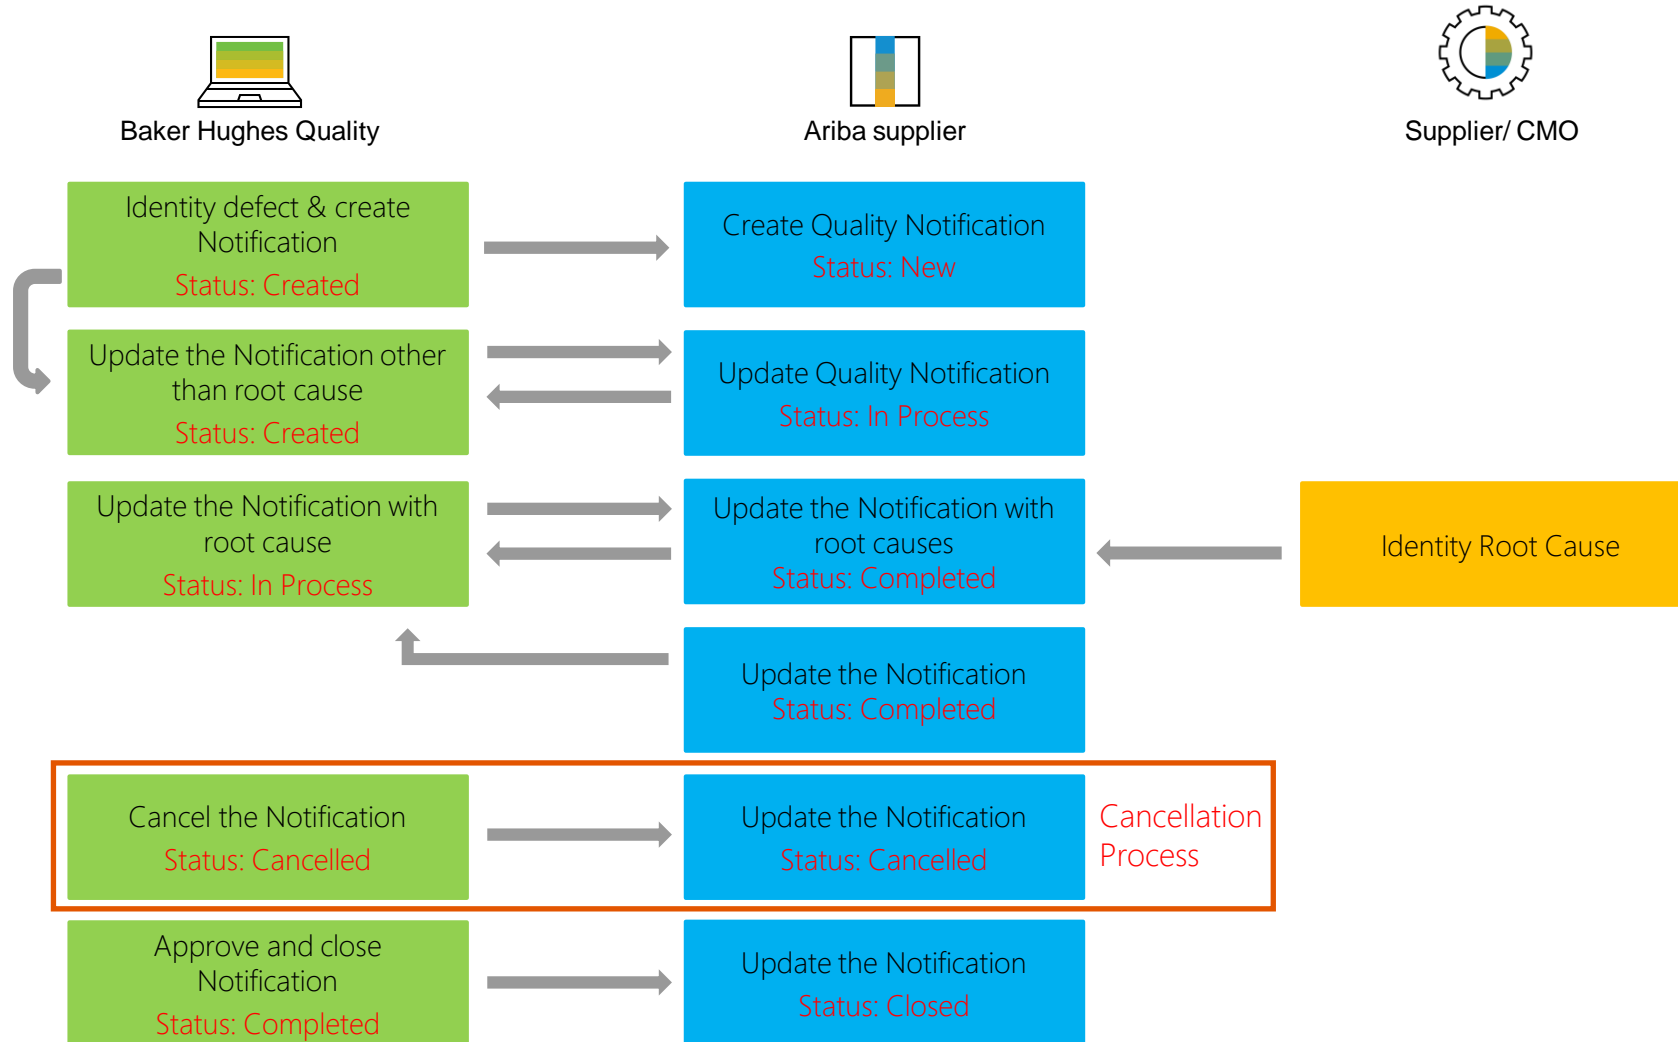 Baker Hughes Quality
Ariba supplier
Supplier/ CMO
Identity defect & create
Notification
Status: Created
Create Quality Notification
Status: New
Update the Notification other
than root cause
Status: Created
Update Quality Notification
Status: In Process
Update the Notification with
root cause
Status: In Process
Update the Notification with
root causes
Status: Completed
Identity Root Cause
Update the Notification
Status: Completed
Cancel the Notification
Status: Cancelled
Update the Notification
Status: Cancelled
Cancellation
Process
Approve and close
Notification
Status: Completed
Update the Notification
Status: Closed